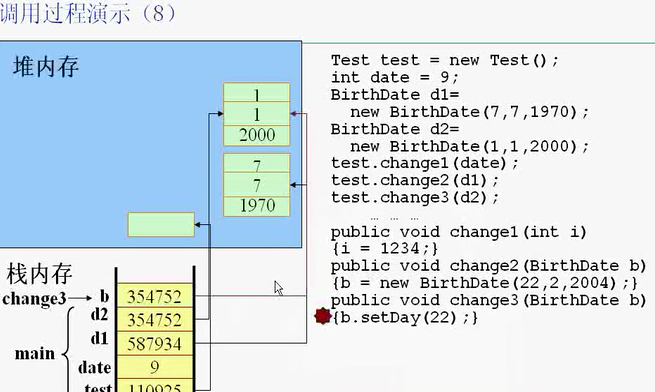 调用过程演示（8）
堆内存
1
1
2000
7
7
1970
栈内存
change3
b
354752
d2
354752
main
d1
587934
date
9
test
110925
Test test = new Test();
int date = 9;
BirthDate d1=
new BirthDate(7,7,1970);
BirthDate d2=
new BirthDate(1,1,2000);
test.change1(date);
test.change2(d1);
test.change3(d2);
… … …
public void change1(int i)
{i = 1234;}
public void change2(BirthDate b)
{b = new BirthDate(22,2,2004);}
public void change3(BirthDate b)
{b.setDay(22);}